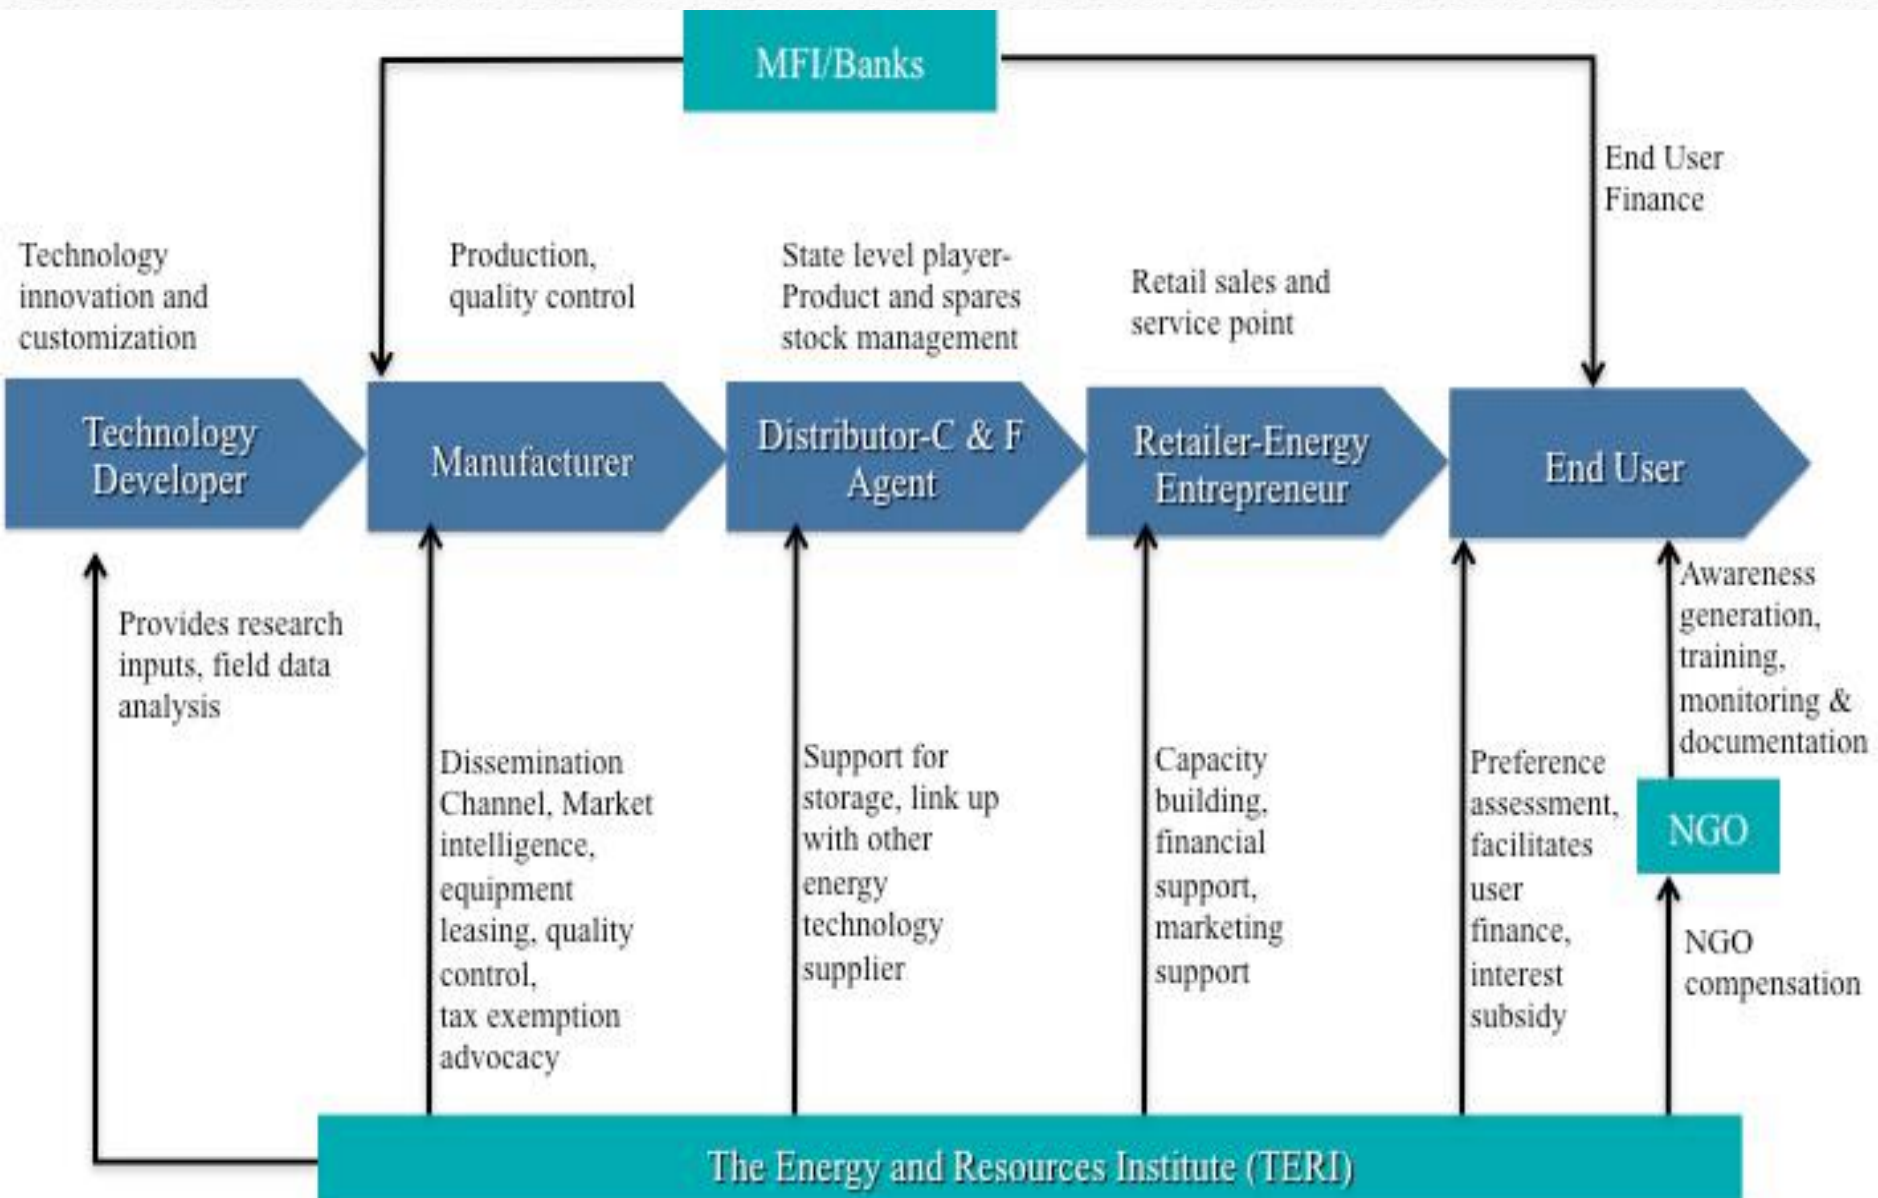 MFI/Banks
End User
Finance
Technology
innovation and
customization
Production,
quality control
State level player-
Product and spares
stock management
Retail sales and
service point
Technology
Developer
Manufacturer
Distributor-C & F
Agent
Retailer-Energy
Entrepreneur
End User
Provides research
inputs, field data
analysis
Dissemination
Channel, Market
intelligence,
equipment
leasing, quality
control,
tax exemption
advocacy
Support for
storage, link up
with other
energy
technology
supplier
Capacity
building,
financial
support,
marketing
support
Preference
assessment,
facilitates
user
finance,
interest
subsidy
Awareness
generation,
training,
monitoring &
documentation
NGO
NGO
compensation
The Energy and Resources Institute (TERI)